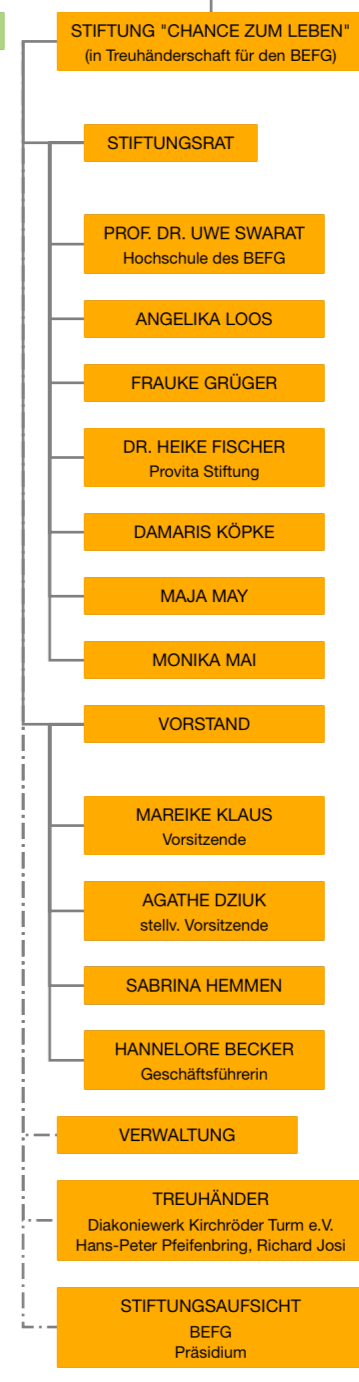 STIFTUNG "CHANCE ZUM LEBEN"
(in Treuhänderschaft für den BEFG)
STIFTUNGSRAT
PROF. DR. UWE SWARAT
Hochschule des BEFG
ANGELIKA LOOS
FRAUKE GRÜGER
DR. HEIKE FISCHER
Provita Stiftung
DAMARIS KÖPKE
MAJA MAY
MONIKA MAI
VORSTAND
MAREIKE KLAUS
Vorsitzende
AGATHE DZIUK
stellv. Vorsitzende
SABRINA HEMMEN
HANNELORE BECKER
Geschäftsführerin
VERWALTUNG
TREUHÄNDER
Diakoniewerk Kirchröder Turm e.V.
Hans-Peter Pfeifenbring, Richard Josi
STIFTUNGSAUFSICHT
BEFG
Präsidium